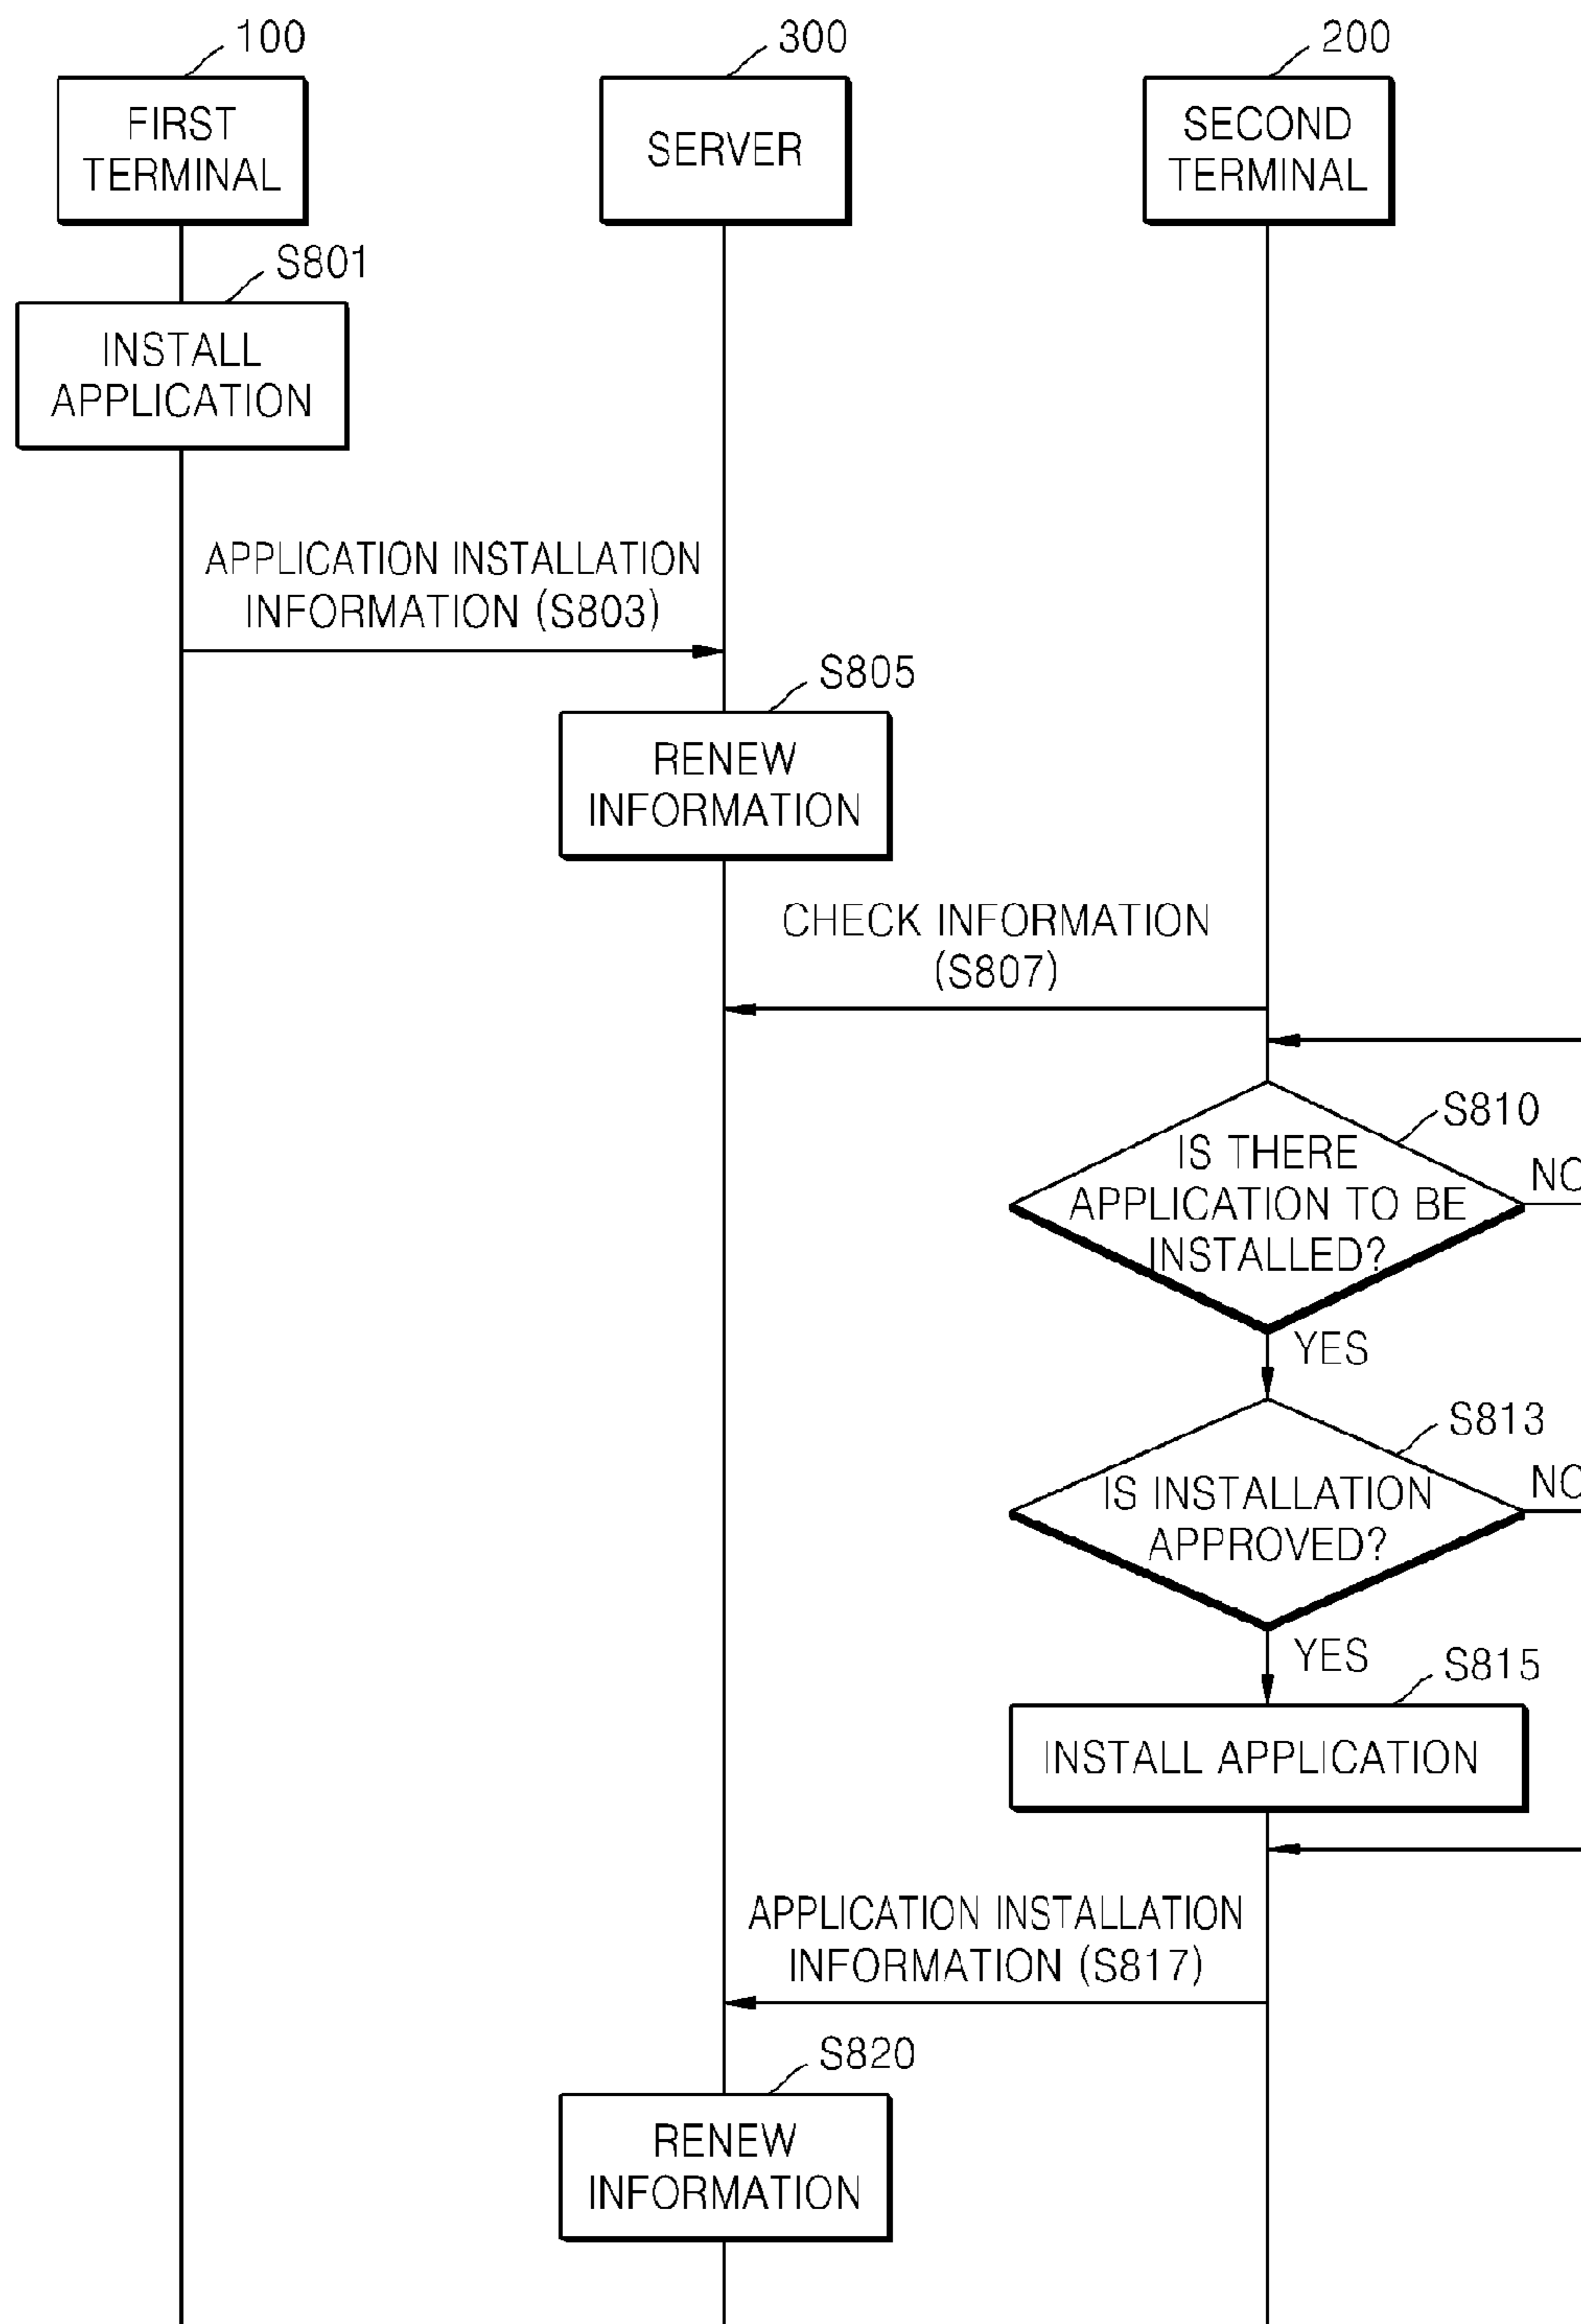 100
300
200
FIRST
TERMINAL
SERVER
SECOND
TERMINAL
S801
INSTALL
APPLICATION
APPLICATION INSTALLATION
INFORMATION (S803)
S805
RENEW
INFORMATION
CHECK INFORMATION
(S807)
S810
IS THERE
APPLICATION TO BE
INSTALLED?
NO
YES
S813
IS INSTALLATION
APPROVED?
NO
YES
S815
INSTALL APPLICATION
APPLICATION INSTALLATION
INFORMATION (S817)
S820
RENEW
INFORMATION